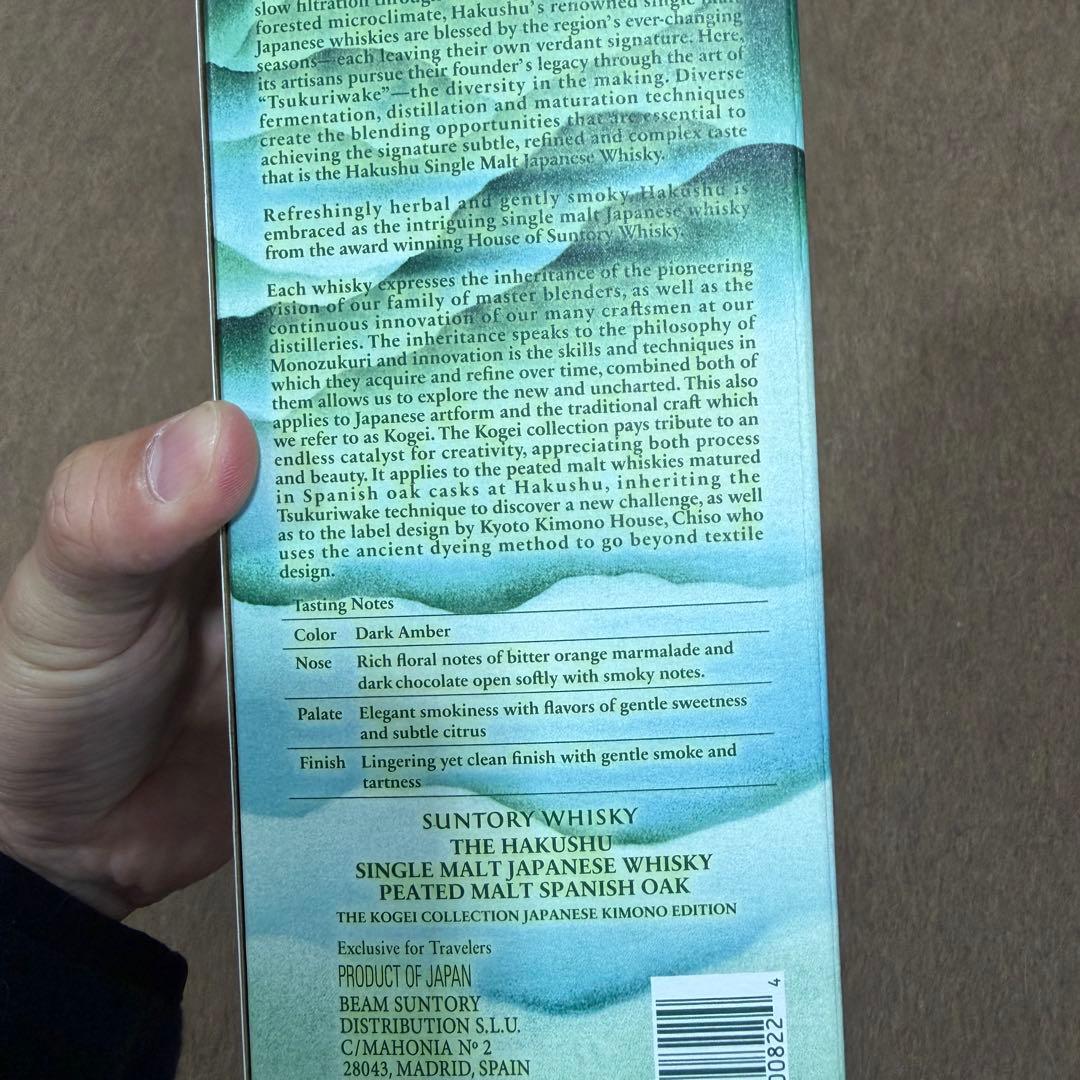 slow filtration through
forested microclimate, Hakushu's renowned single malt
Japanese whiskies are blessed by the region's ever-changing
seasons—each leaving their own verdant signature. Here,
its artisans pursue their founder's legacy through the art of
“Tsukuriwake”—the diversity in the making. Diverse
fermentation, distillation and maturation techniques
create the blending opportunities that are essential to
achieving the signature subtle, refined and complex taste
that is the Hakushu Single Malt Japanese Whisky.
Refreshingly herbal and gently smoky, Hakushu is
embraced as the intriguing single malt Japanese whisky
from the award winning House of Suntory Whisky.
Each whisky expresses the inheritance of the pioneering
vision of our family of master blenders, as well as the
continuous innovation of our many craftsmen at our
distilleries. The inheritance speaks to the philosophy of
Monozukuri and innovation is the skills and techniques in
which they acquire and refine over time, combined both of
them allows us to explore the new and uncharted. This also
applies to Japanese artform and the traditional craft which
we refer to as Kogei. The Kogei collection pays tribute to an
endless catalyst for creativity, appreciating both process
and beauty. It applies to the peated malt whiskies matured
in Spanish oak casks at Hakushu, inheriting the
Tsukuriwake technique to discover a new challenge, as well
as to the label design by Kyoto Kimono House, Chiso who
uses the ancient dyeing method to go beyond textile
design.
Tasting Notes
Color Dark Amber
Nose Rich floral notes of bitter orange marmalade and
dark chocolate open softly with smoky notes.
Palate Elegant smokiness with flavors of gentle sweetness
and subtle citrus
Finish Lingering yet clean finish with gentle smoke and
tartness
SUNTORY WHISKY
THE HAKUSHU
SINGLE MALT JAPANESE WHISKY
PEATED MALT SPANISH OAK
THE KOGEI COLLECTION JAPANESE KIMONO EDITION
Exclusive for Travelers
PRODUCT OF JAPAN
BEAM SUNTORY
DISTRIBUTION S.L.U.
C/MAHONIA Nº 2
28043, MADRID, SPAIN
00822 4